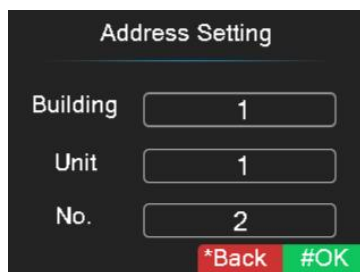 Address Setting
Building 1
Unit 1
No. 2
*Back #OK